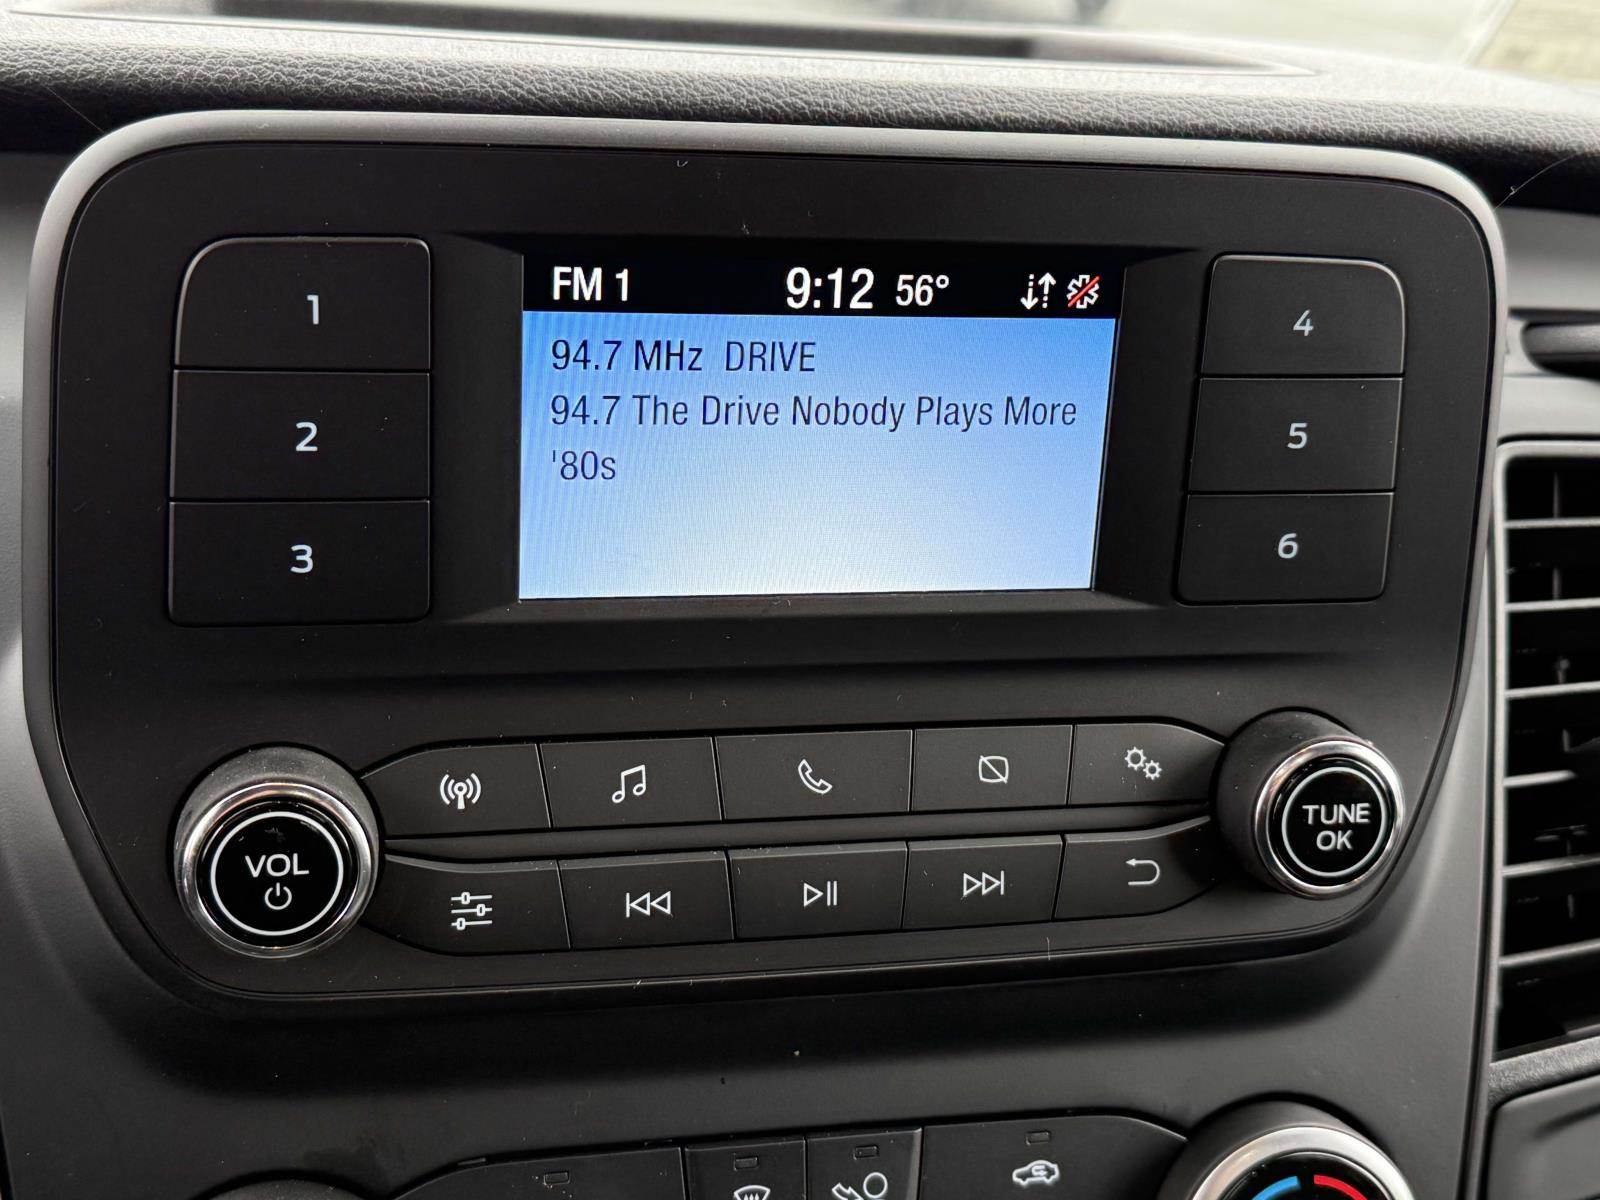 FM 1 9:12 56°
94.7 MHz DRIVE
94.7 The Drive Nobody Plays More
'80s
1
2
3
4
5
6
VOL
TUNE
OK